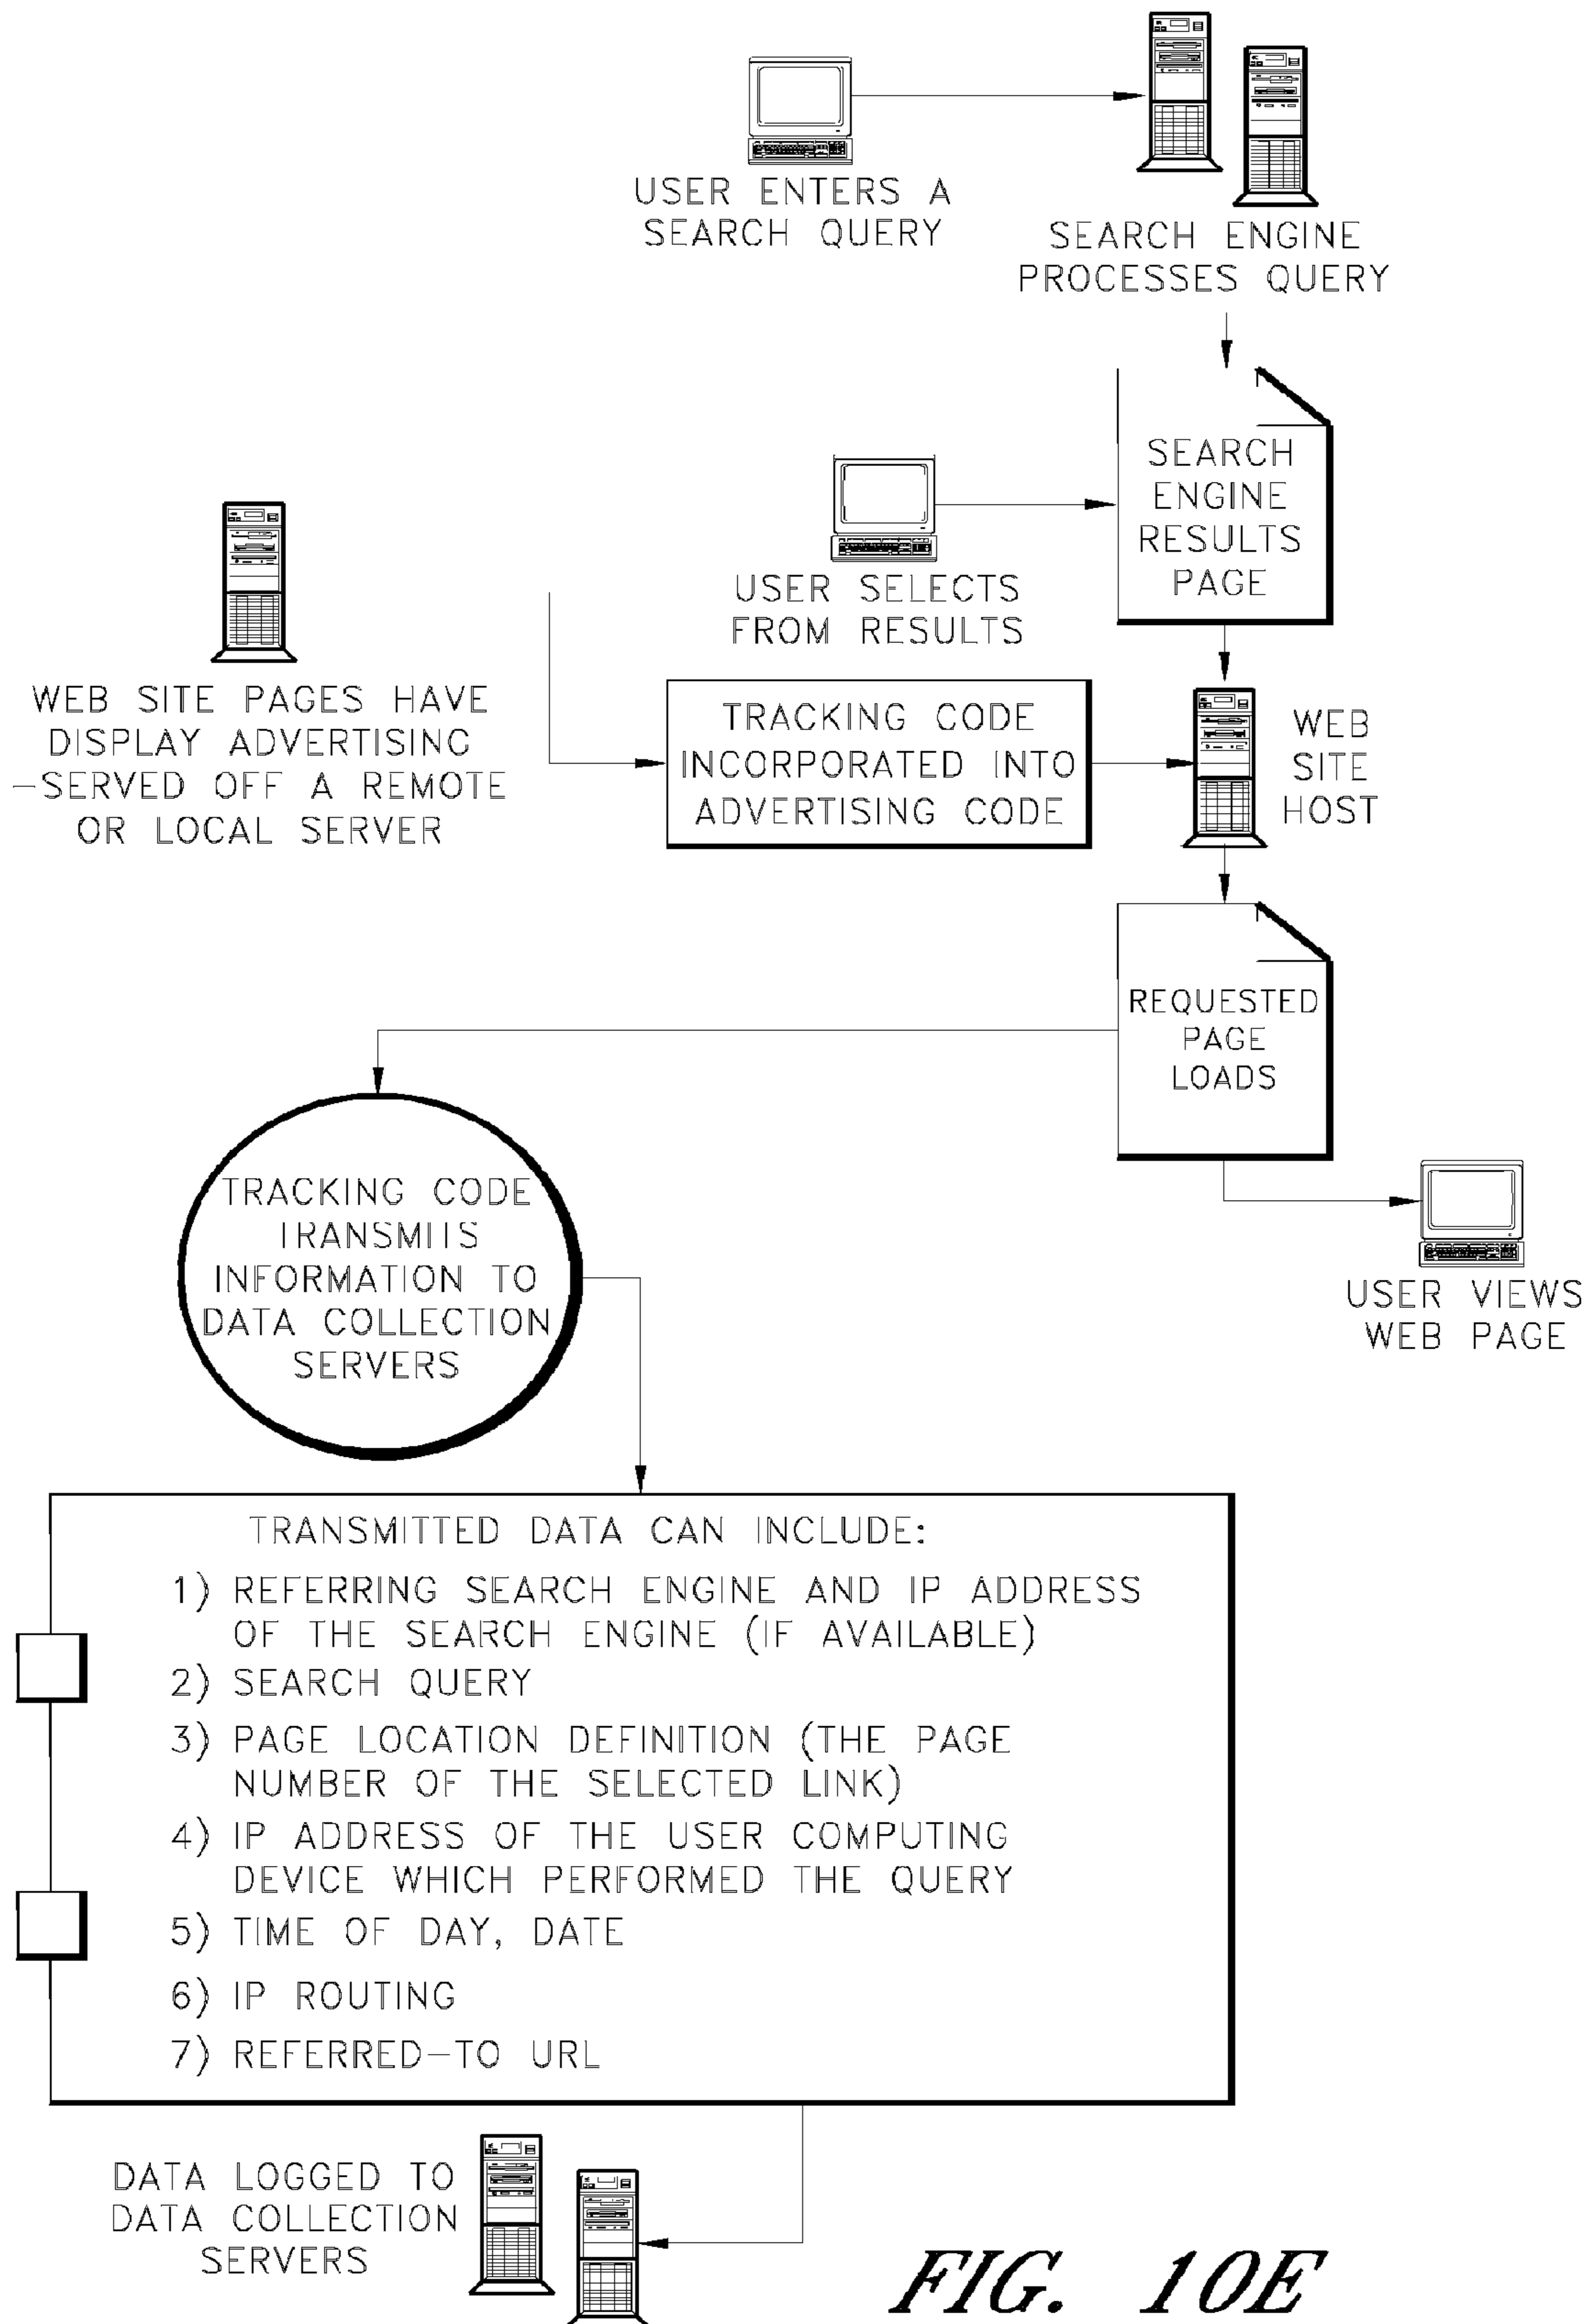 USER ENTERS A
SEARCH QUERY
SEARCH ENGINE
PROCESSES QUERY
SEARCH
ENGINE
RESULTS
PAGE
USER SELECTS
FROM RESULTS
WEB SITE PAGES HAVE
DISPLAY ADVERTISING
-SERVED OFF A REMOTE
OR LOCAL SERVER
TRACKING CODE
INCORPORATED INTO
ADVERTISING CODE
WEB
SITE
HOST
REQUESTED
PAGE
LOADS
TRACKING CODE
TRANSMITS
INFORMATION TO
DATA COLLECTION
SERVERS
USER VIEWS
WEB PAGE
TRANSMITTED DATA CAN INCLUDE:
1) REFERRING SEARCH ENGINE AND IP ADDRESS
OF THE SEARCH ENGINE (IF AVAILABLE)
2) SEARCH QUERY
3) PAGE LOCATION DEFINITION (THE PAGE
NUMBER OF THE SELECTED LINK)
4) IP ADDRESS OF THE USER COMPUTING
DEVICE WHICH PERFORMED THE QUERY
5) TIME OF DAY, DATE
6) IP ROUTING
7) REFERRED-TO URL
DATA LOGGED TO
DATA COLLECTION
SERVERS
FIG. 10E